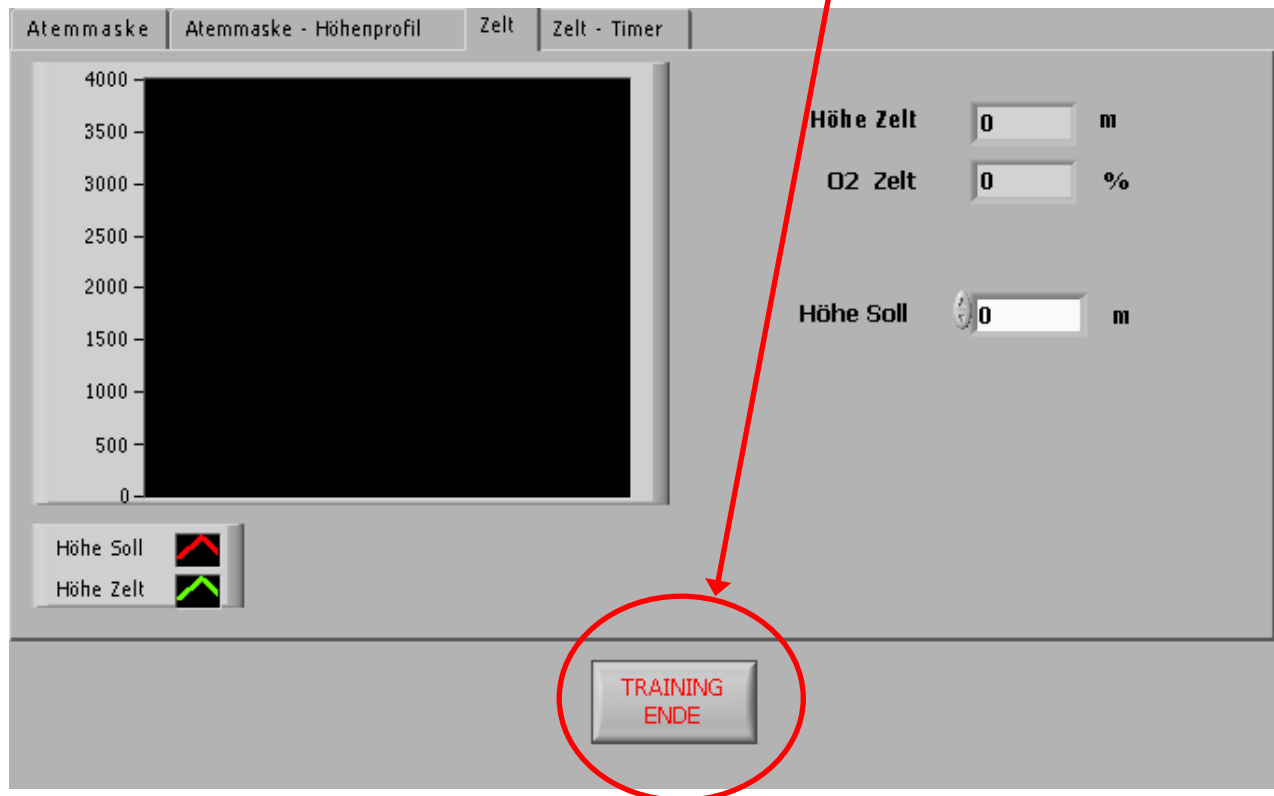 Atemmaske
Atemmaske - Höhenprofil
Zelt
Zelt - Timer
4000
3500
3000
2500
2000
1500
1000
500
0
Höhe Zelt 0 m
O2 Zelt 0 %
Höhe Soll 0 m
Höhe Soll
Höhe Zelt
TRAINING
ENDE